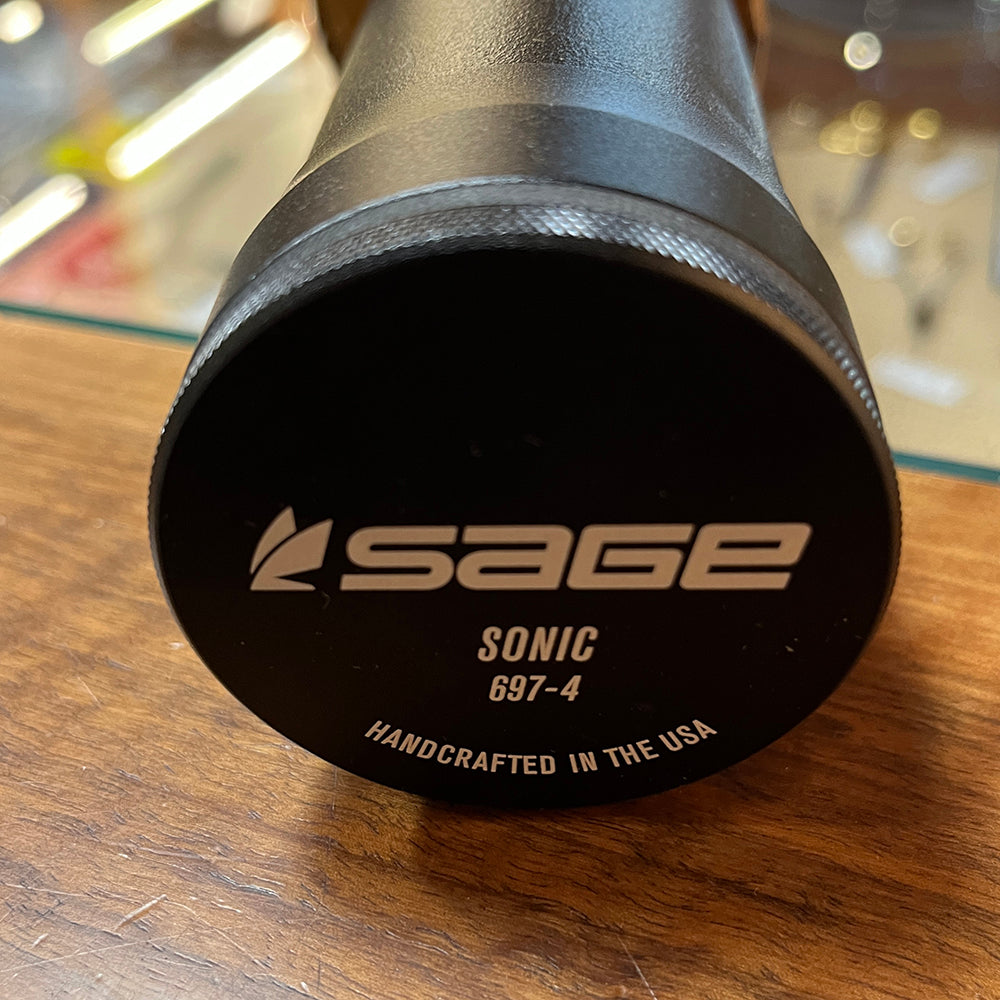 SAGE
SONIC
697-4
HANDCRAFTED IN THE USA